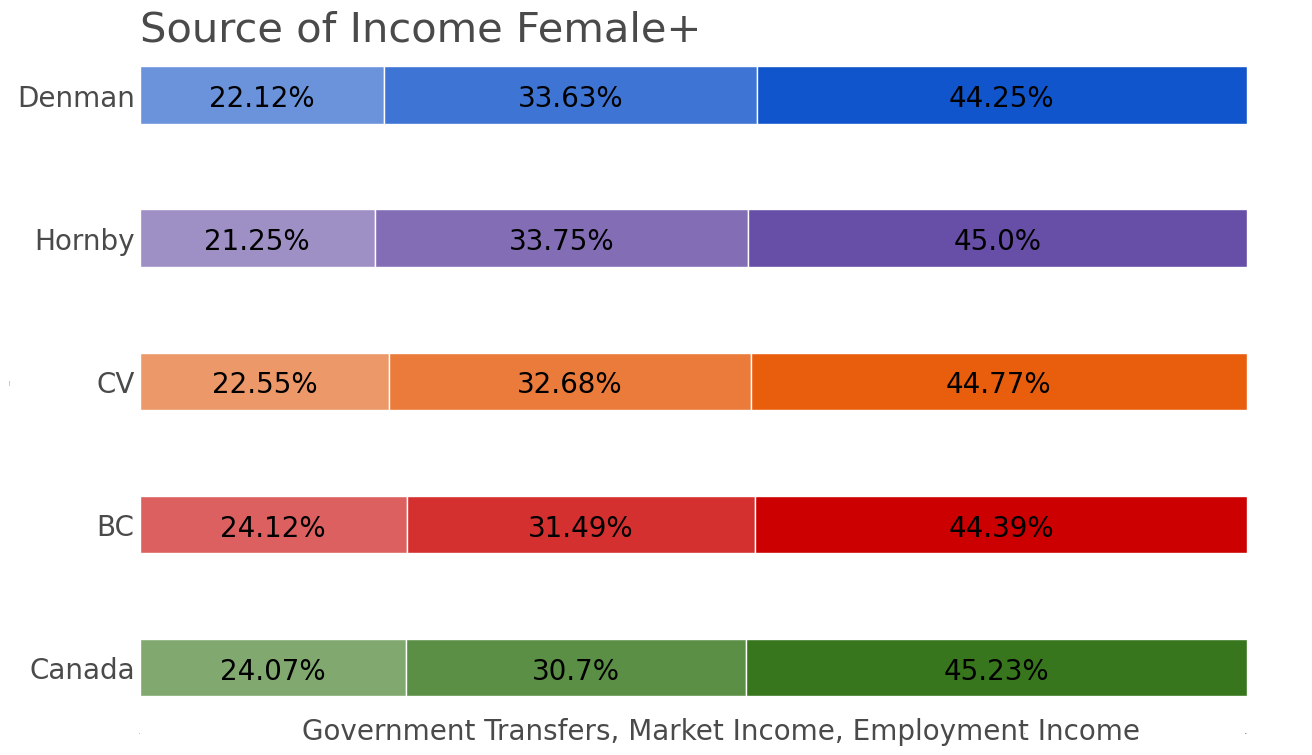 Source of Income Female+
Denman 22.12% 33.63% 44.25%
Hornby 21.25% 33.75% 45.0%
CV 22.55% 32.68% 44.77%
BC 24.12% 31.49% 44.39%
Canada 24.07% 30.7% 45.23%
Government Transfers, Market Income, Employment Income